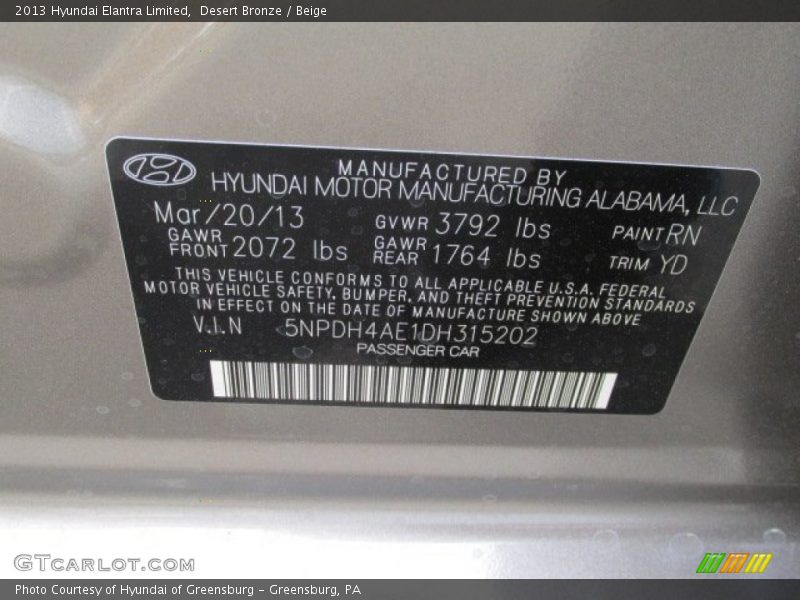 2013 Hyundai Elantra Limited,  Desert Bronze / Beige
MANUFACTURED BY
HYUNDAI MOTOR MANUFACTURING ALABAMA, LLC
Mar/20/13 GVWR 3792 lbs PAINT RN
GAWR FRONT 2072 lbs GAWR REAR 1764 lbs TRIM YD
THIS VEHICLE CONFORMS TO ALL APPLICABLE U.S.A. FEDERAL
MOTOR VEHICLE SAFETY, BUMPER, AND THEFT PREVENTION STANDARDS
IN EFFECT ON THE DATE OF MANUFACTURE SHOWN ABOVE
V.I.N 5NPDH4AE1DH315202
PASSENGER CAR
GTCARLOT.COM
Photo Courtesy of Hyundai of Greensburg - Greensburg, PA